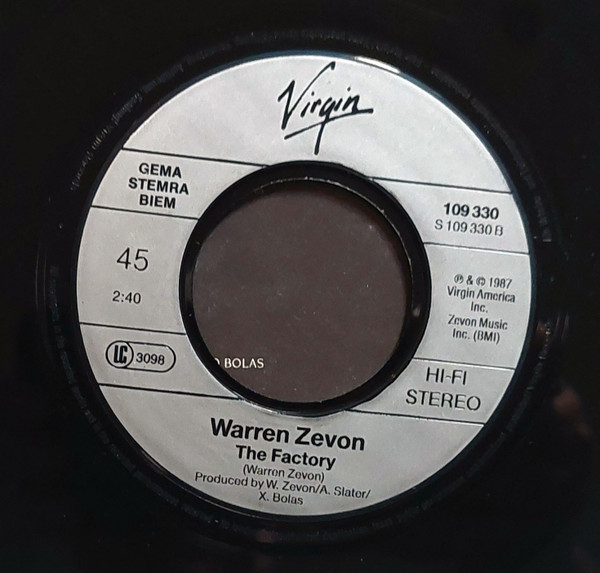 Virgin
GEMA
STEMRA
BIEM
109 330
S 109 330 B
45
2:40
℗ & © 1987
Virgin America
Inc.
Zevon Music
Inc. (BMI)
LC 3098
BOLAS
HI-FI
STEREO
Warren Zevon
The Factory
(Warren Zevon)
Produced by W. Zevon/A. Slater/
X. Bolas